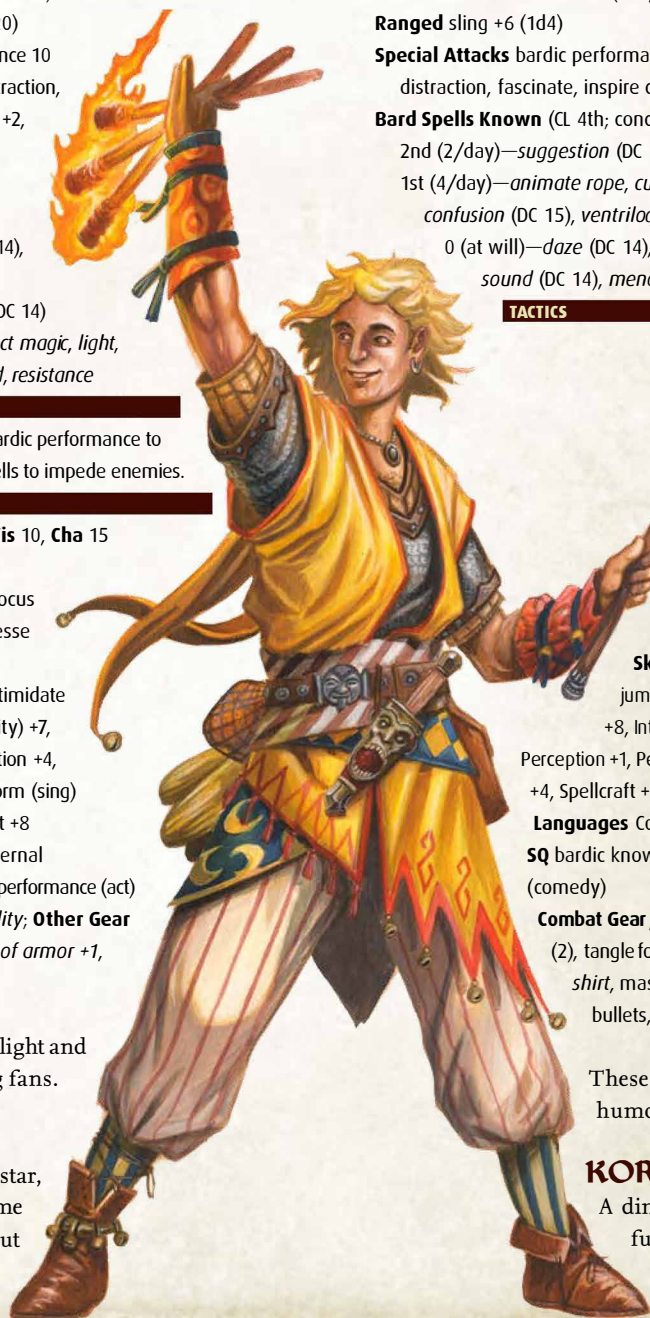 nce 10
raction,
+2,
14),
DC 14)
ct magic, light,
d, resistance
ardic performance to
ells to impede enemies.
is 10, Cha 15
ocus
esse
timidate
ity) +7,
tion +4,
orm (sing)
t +8
ernal
performance (act)
lity; Other Gear
of armor +1,
light and
g fans.
star,
me
ut
Ranged sling +6 (1d4)
Special Attacks bardic performa
distraction, fascinate, inspire c
Bard Spells Known (CL 4th; conc
2nd (2/day)—suggestion (DC
1st (4/day)—animate rope, cu
confusion (DC 15), ventriloq
0 (at will)—daze (DC 14),
sound (DC 14), mend
TACTICS
Sk
jum
+8, Int
Perception +1, Pe
+4, Spellcraft +
Languages Co
SQ bardic know
(comedy)
Combat Gear
(2), tangle fo
shirt, mas
bullets,
These
humo
KOR
A din
fu